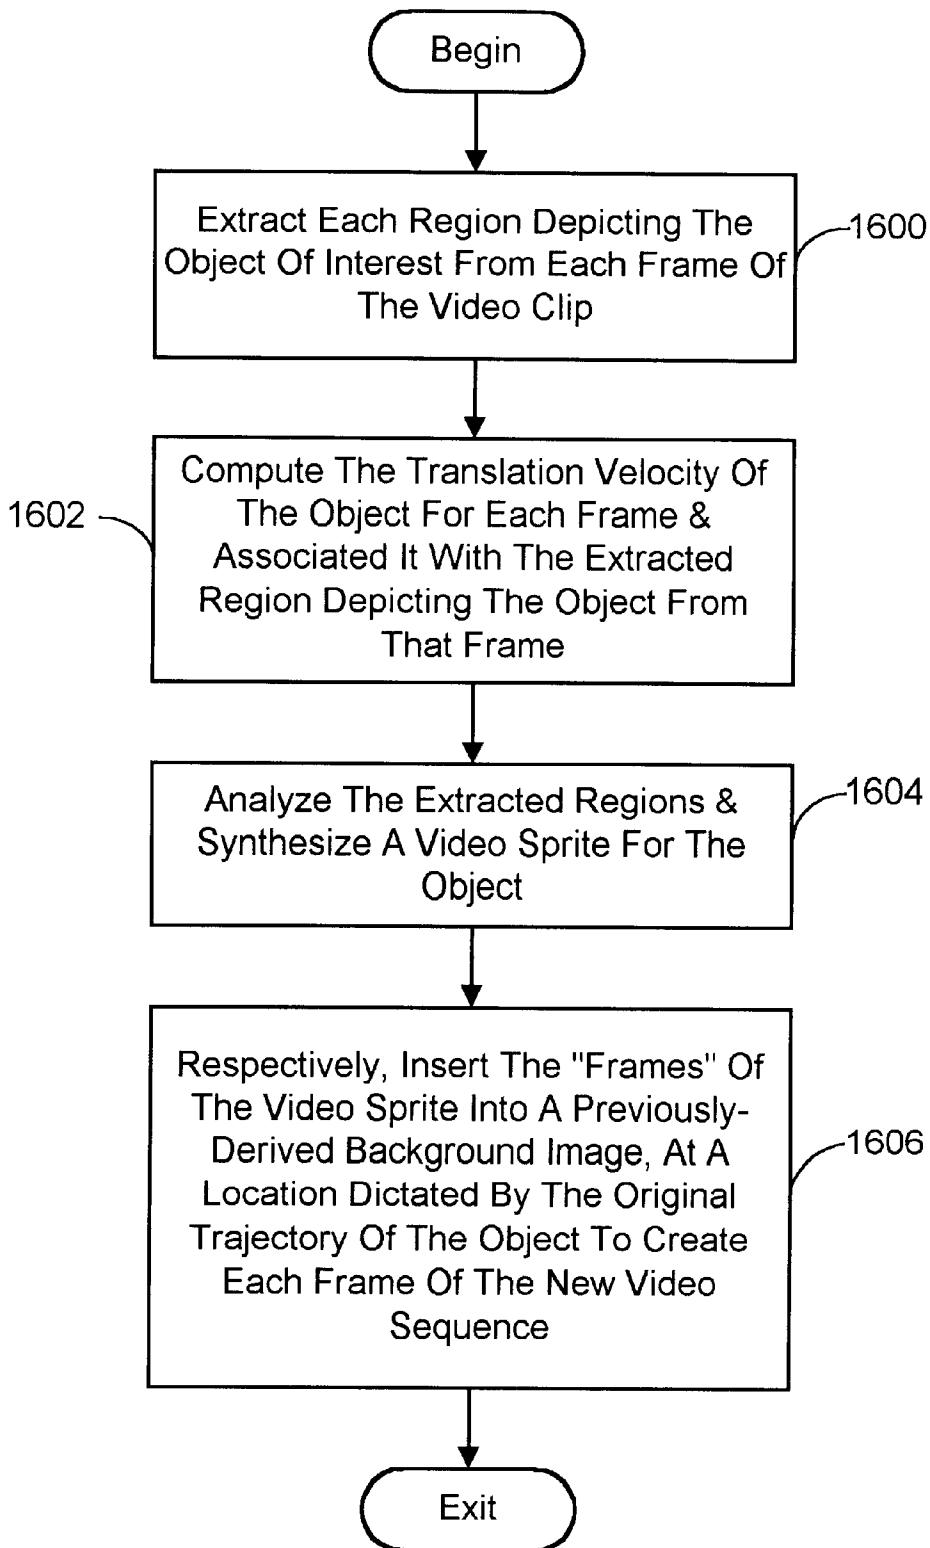 Begin
Extract Each Region Depicting The
Object Of Interest From Each Frame Of
The Video Clip
1600
Compute The Translation Velocity Of
The Object For Each Frame &
Associated It With The Extracted
Region Depicting The Object From
That Frame
1602
Analyze The Extracted Regions &
Synthesize A Video Sprite For The
Object
1604
Respectively, Insert The "Frames" Of
The Video Sprite Into A Previously-
Derived Background Image, At A
Location Dictated By The Original
Trajectory Of The Object To Create
Each Frame Of The New Video
Sequence
1606
Exit